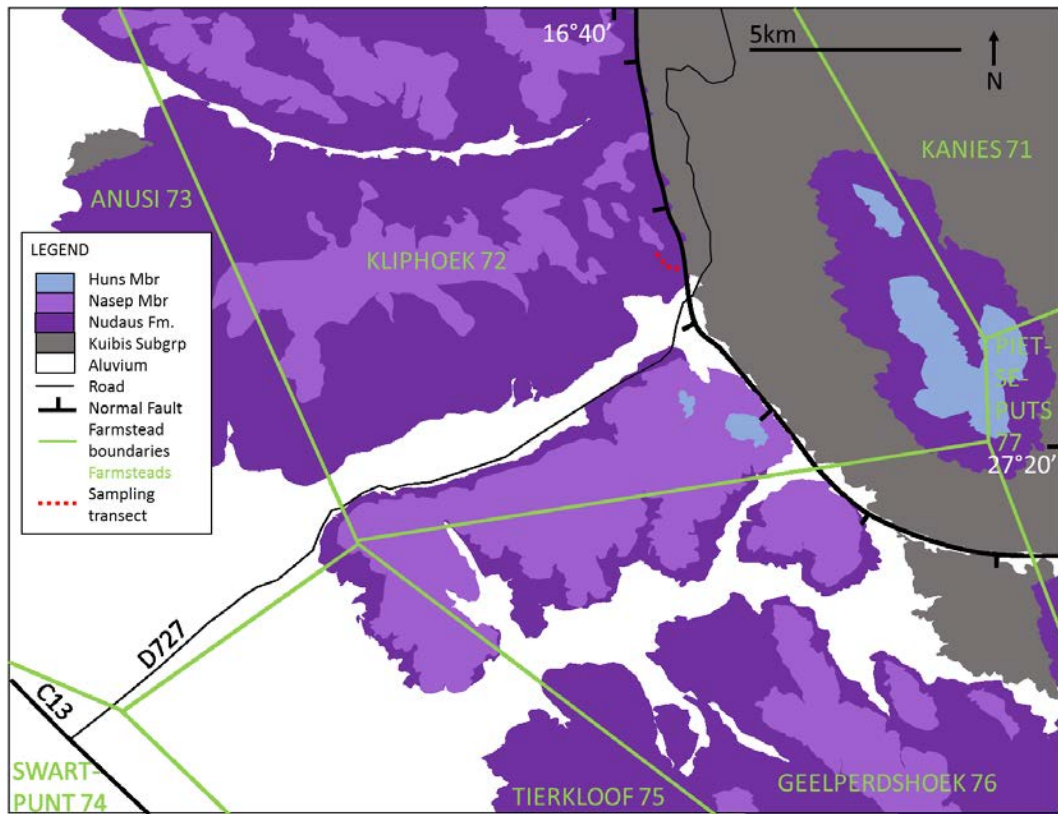 16°40'
5km
N
KANIES 71
ANUSI 73
KLIPHOEK 72
LEGEND
Huns Mbr
Nasep Mbr
Nudaus Fm.
Kuibis Subgrp
Aluvium
Road
Normal Fault
Farmstead
boundaries
Farmsteads
Sampling
transect
PIET-
SE-
PUTS
77
27°20'
D727
C13
SWART-
PUNT 74
TIERKLOOF 75
GEELPERDSHOEK 76